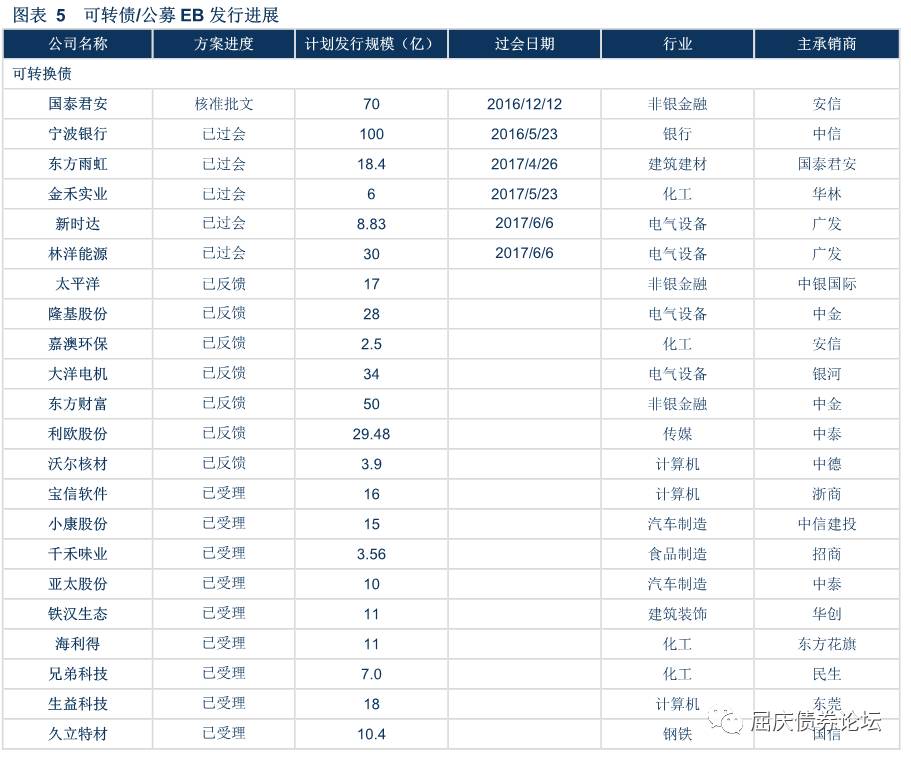 图表 5 可转债/公募 EB 发行进展
公司名称 方案进度 计划发行规模（亿） 过会日期 行业 主承销商
可转换债
国泰君安 核准批文 70 2016/12/12 非银金融 安信
宁波银行 已过会 100 2016/5/23 银行 中信
东方雨虹 已过会 18.4 2017/4/26 建筑建材 国泰君安
金禾实业 已过会 6 2017/5/23 化工 华林
新时达 已过会 8.83 2017/6/6 电气设备 广发
林洋能源 已过会 30 2017/6/6 电气设备 广发
太平洋 已反馈 17 非银金融 中银国际
隆基股份 已反馈 28 电气设备 中金
嘉澳环保 已反馈 2.5 化工 安信
大洋电机 已反馈 34 电气设备 银河
东方财富 已反馈 50 非银金融 中金
利欧股份 已反馈 29.48 传媒 中泰
沃尔核材 已反馈 3.9 计算机 中德
宝信软件 已受理 16 计算机 浙商
小康股份 已受理 15 汽车制造 中信建投
千禾味业 已受理 3.56 食品制造 招商
亚太股份 已受理 10 汽车制造 中泰
铁汉生态 已受理 11 建筑装饰 华创
海利得 已受理 11 化工 东方花旗
兄弟科技 已受理 7.0 化工 民生
生益科技 已受理 18 计算机 东莞
屈庆债券论坛
久立特材 已受理 10.4 钢铁 国信